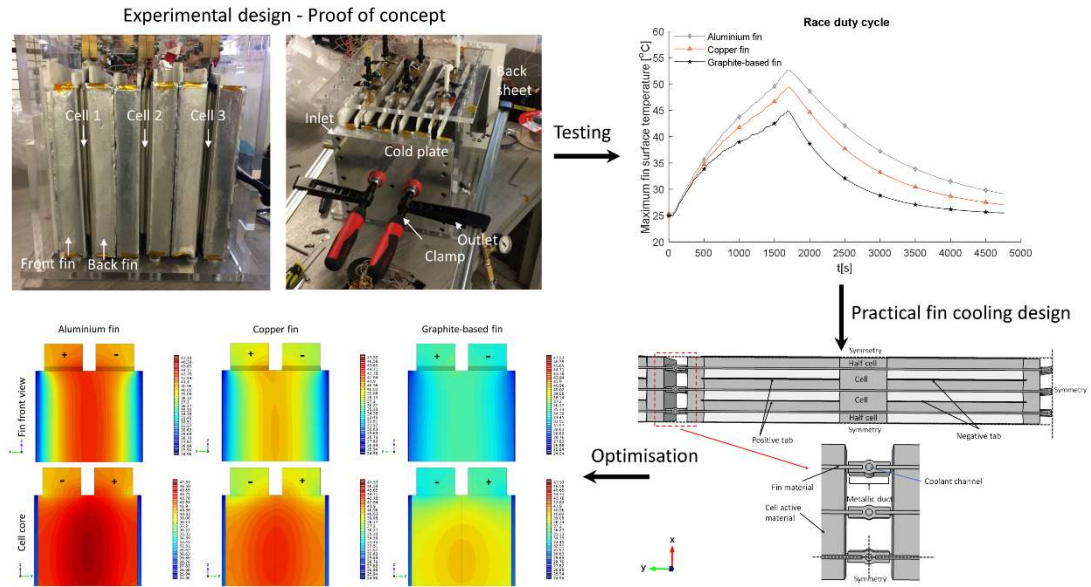 Experimental design - Proof of concept
Cell 1
Cell 2
Cell 3
Front fin
Back fin
Back
sheet
Inlet
Cold plate
Outlet
Clamp
Testing
Race duty cycle
Aluminium fin
Copper fin
Graphite-based fin
Maximum fin surface temperature [°C]
60
55
50
45
40
35
30
25
20
0
500
1000
1500
2000
2500
3000
3500
4000
4500
5000
t[s]
Practical fin cooling design
Symmetry
Half cell
Cell
Cell
Half cell
Symmetry
Symmetry
Positive tab
Negative tab
Fin material
Coolant channel
Metallic duct
Cell active
material
Symmetry
x
y
Optimisation
Aluminium fin
Copper fin
Graphite-based fin
Fin front view
+ -
+ -
+ -
Cell core
- +
- +
- +